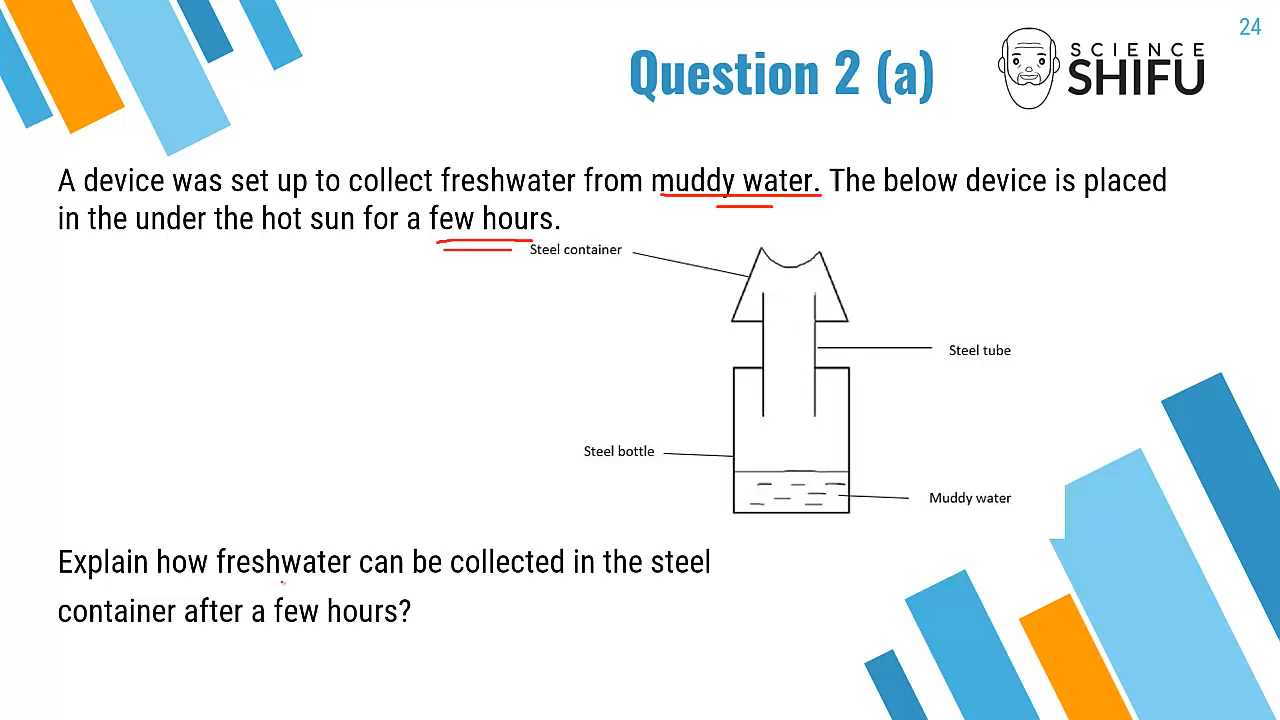 24
Question 2 (a)
SCIENCE
SHIFU
A device was set up to collect freshwater from muddy water. The below device is placed
in the under the hot sun for a few hours.
Steel container
Steel tube
Steel bottle
Muddy water
Explain how freshwater can be collected in the steel
container after a few hours?